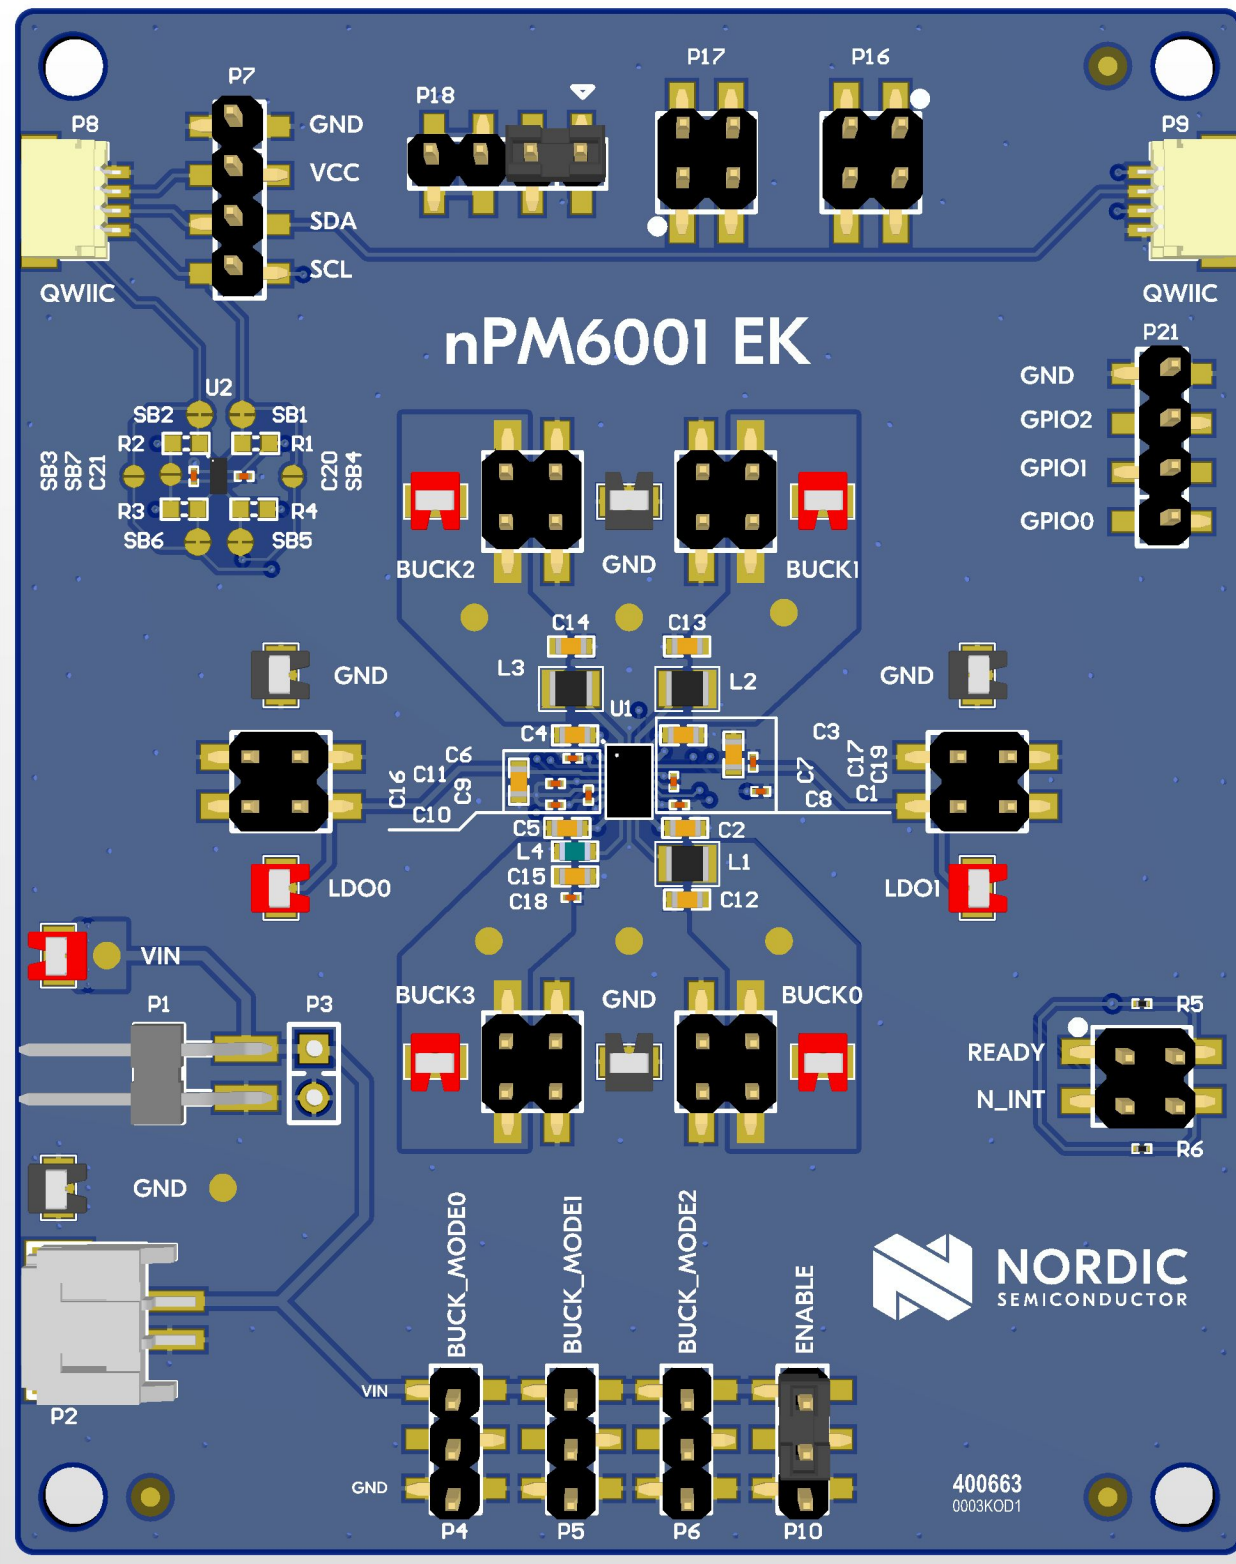 P17
P16
P7
P18
P8
P9
GND
VCC
SDA
SCL
QWIIC
QWIIC
nPM6001 EK
P21
GND
GPIO2
GPIO1
GPIO0
U2
SB2
SB1
R2
R1
SB3
SB7
C21
C20
SB4
R3
R4
SB6
SB5
BUCK2
GND
BUCK1
C14
C13
L3
L2
GND
GND
U1
C4
C3
C6
C11
C16
C9
C10
C7
C17
C19
C8
C1
C5
C2
L4
L1
C15
C18
C12
LDO0
LDO1
VIN
BUCK3
GND
BUCK0
P1
P3
R5
READY
N_INT
R6
GND
BUCK_MODE0
BUCK_MODE1
BUCK_MODE2
ENABLE
NORDIC
SEMICONDUCTOR
VIN
P2
GND
400663
0003KOD1
P4
P5
P6
P10